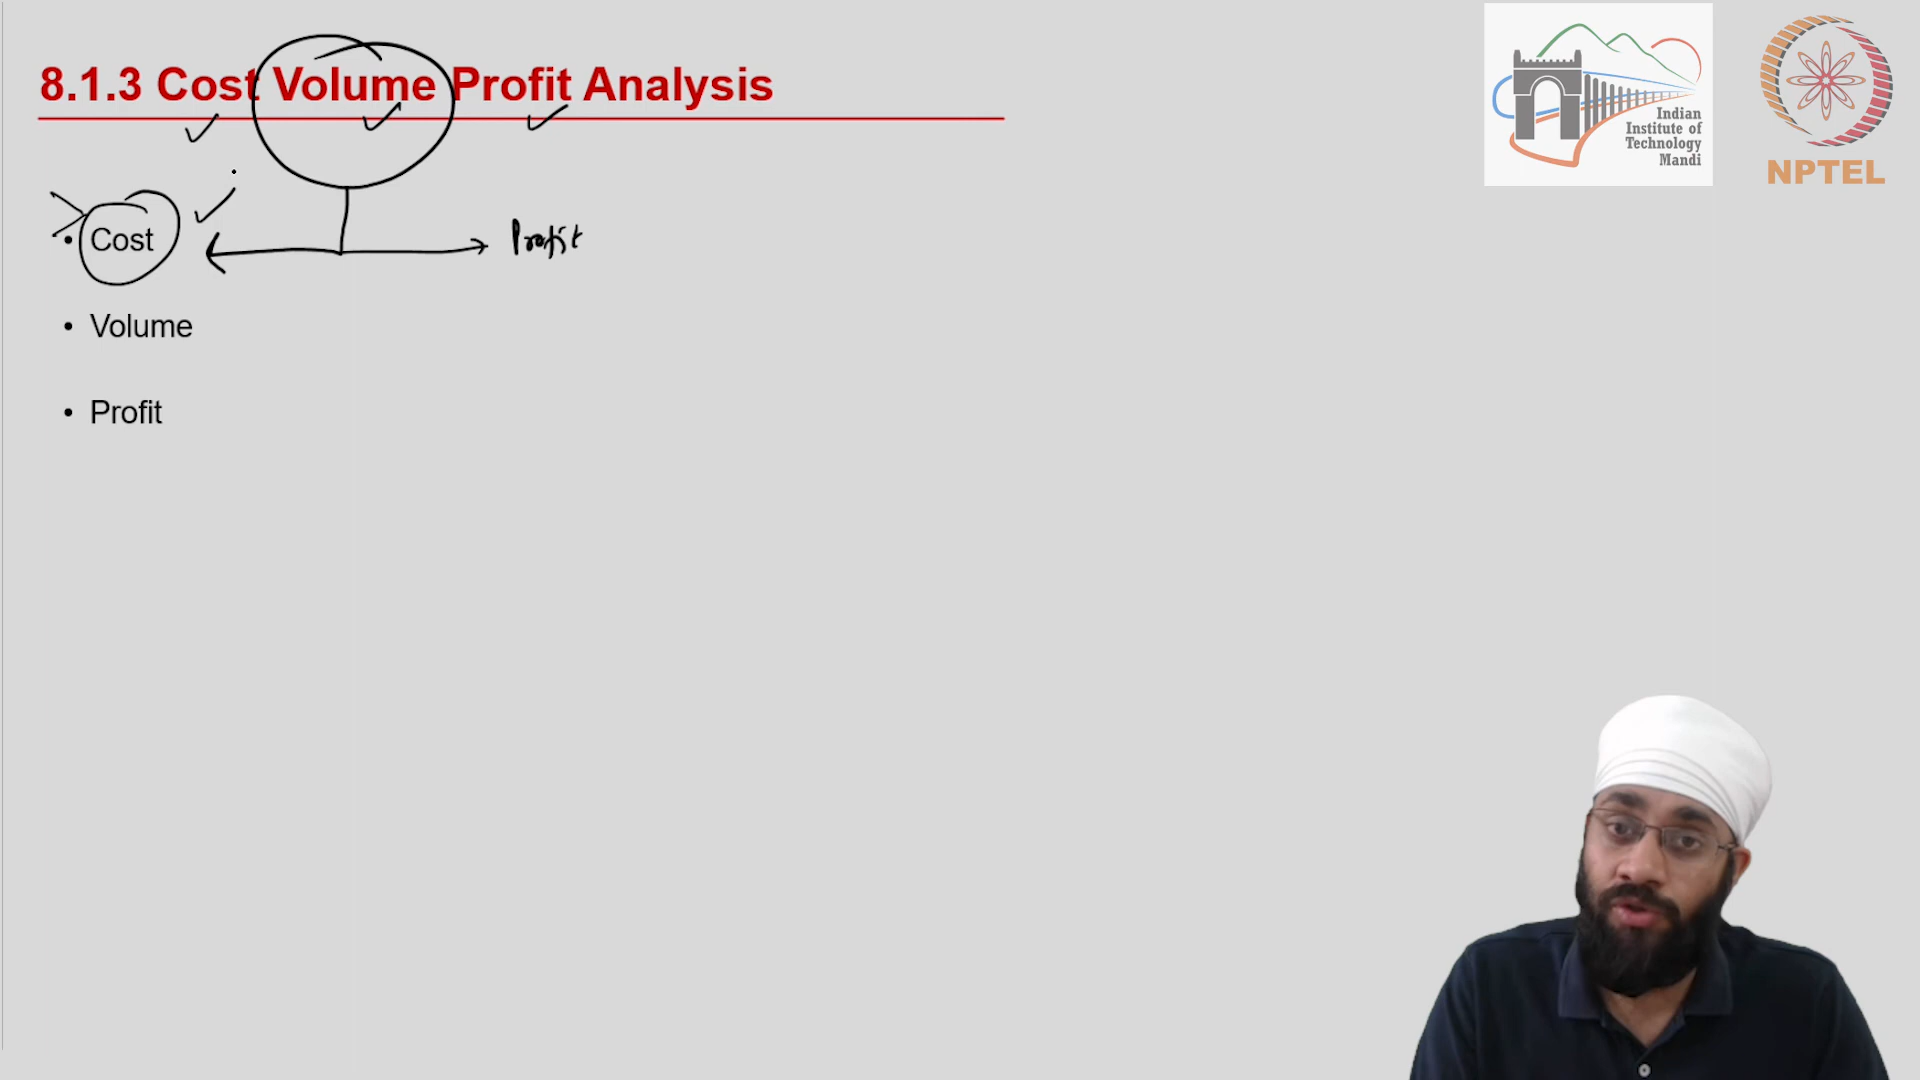 8.1.3 Cost Volume Profit Analysis
• Cost
Profit
• Volume
• Profit
Indian
Institute of
Technology
Mandi
NPTEL